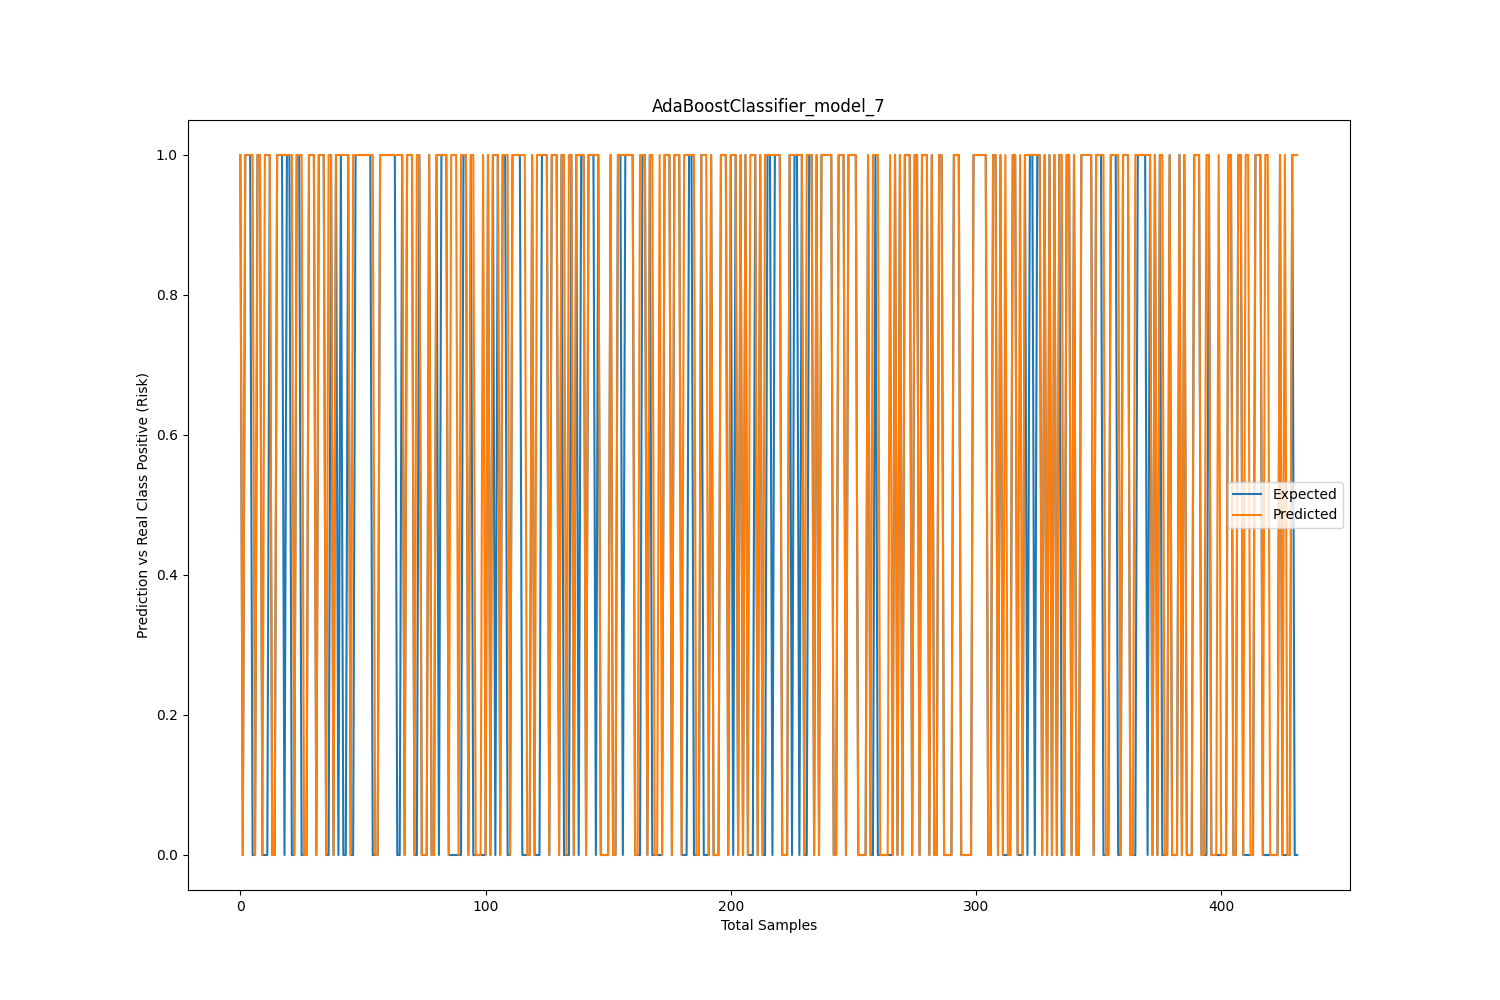 AdaBoostClassifier_model_7
1.0
0.8
0.6
0.4
0.2
0.0
Prediction vs Real Class Positive (Risk)
Expected
Predicted
0 100 200 300 400
Total Samples